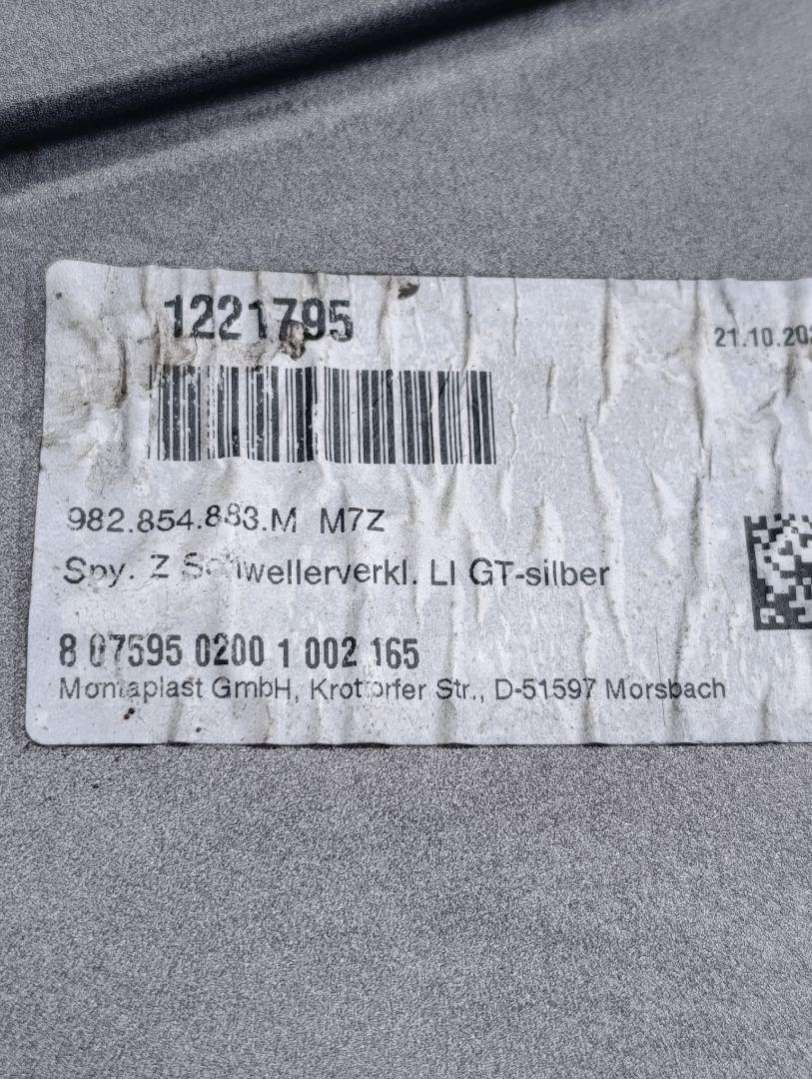 1221795
21.10.20
982.854.883.M M7Z
Spy. Z Schwellerverkl. LI GT-silber
8 07595 0200 1 002 165
Montaplast GmbH, Krottorfer Str., D-51597 Morsbach